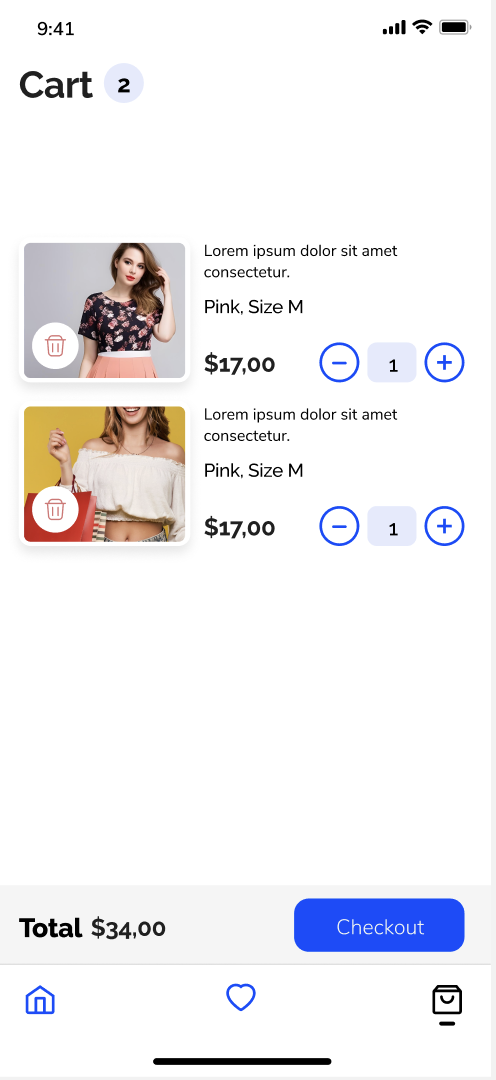 9:41
Cart 2
Lorem ipsum dolor sit amet
consectetur.
Pink, Size M
$17,00 1
Lorem ipsum dolor sit amet
consectetur.
Pink, Size M
$17,00 1
Total $34,00 Checkout